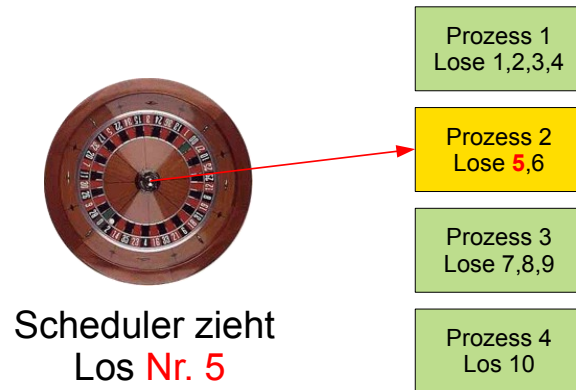 Prozess 1
Lose 1,2,3,4
Prozess 2
Lose 5,6
Prozess 3
Lose 7,8,9
Prozess 4
Los 10
Scheduler zieht
Los Nr. 5